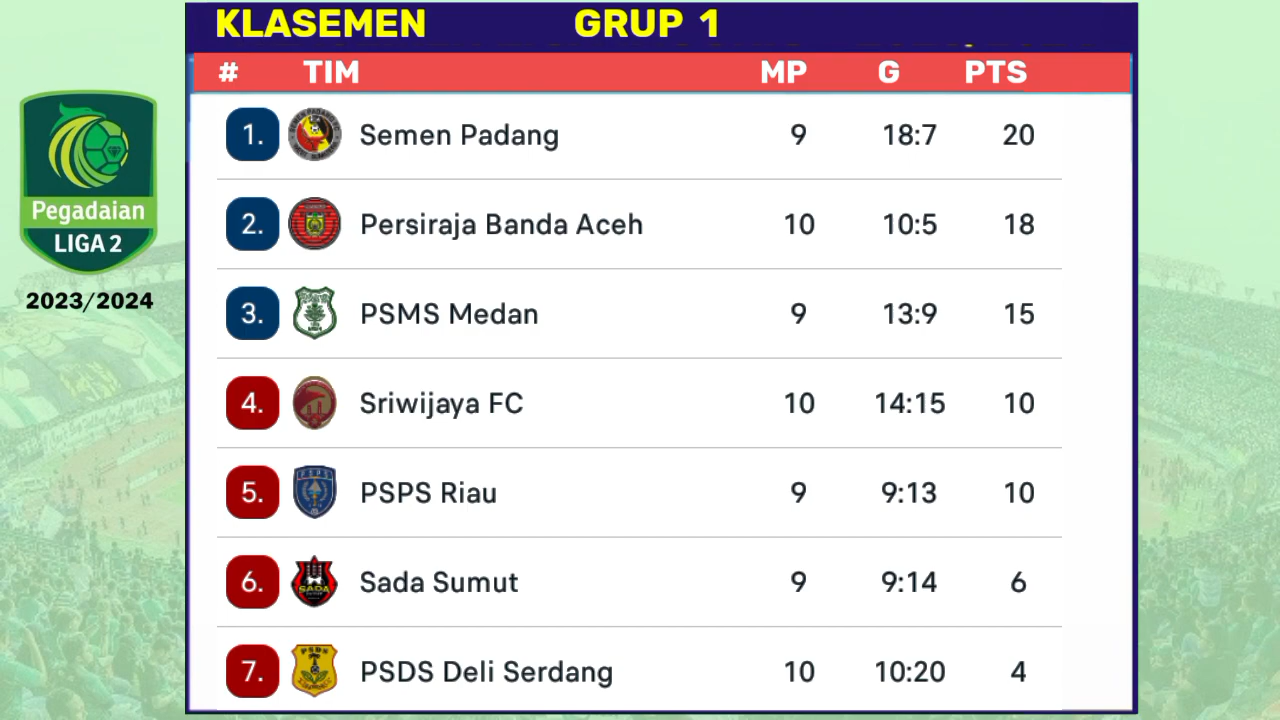 KLASEMEN GRUP 1
# TIM MP G PTS
1. Semen Padang 9 18:7 20
2. Persiraja Banda Aceh 10 10:5 18
3. PSMS Medan 9 13:9 15
4. Sriwijaya FC 10 14:15 10
5. PSPS Riau 9 9:13 10
6. Sada Sumut 9 9:14 6
7. PSDS Deli Serdang 10 10:20 4
Pegadaian
LIGA 2
2023/2024
PSPS
SADA
PSDS